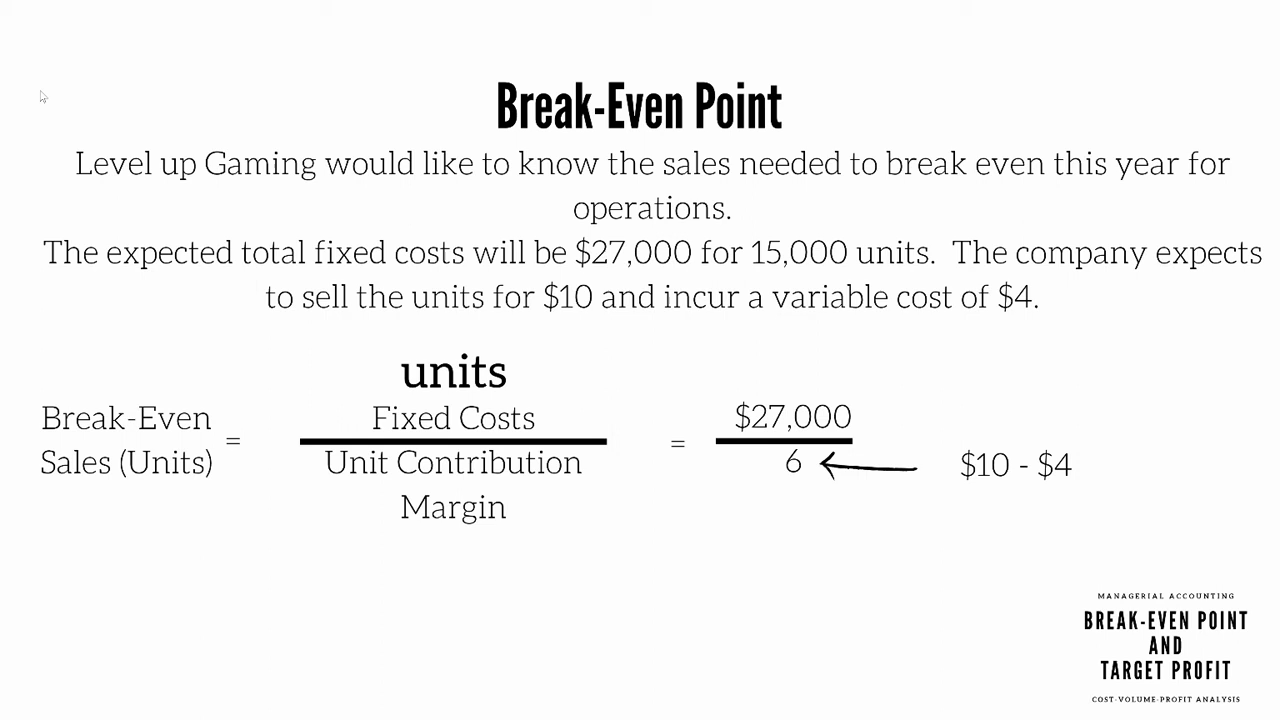 Break-Even Point
Level up Gaming would like to know the sales needed to break even this year for
operations.
The expected total fixed costs will be $27,000 for 15,000 units.  The company expects
to sell the units for $10 and incur a variable cost of $4.
units
Break-Even
Sales (Units)
=
Fixed Costs
Unit Contribution
Margin
=
$27,000
6
$10 - $4
MANAGERIAL ACCOUNTING
BREAK-EVEN POINT
AND
TARGET PROFIT
COST-VOLUME-PROFIT ANALYSIS